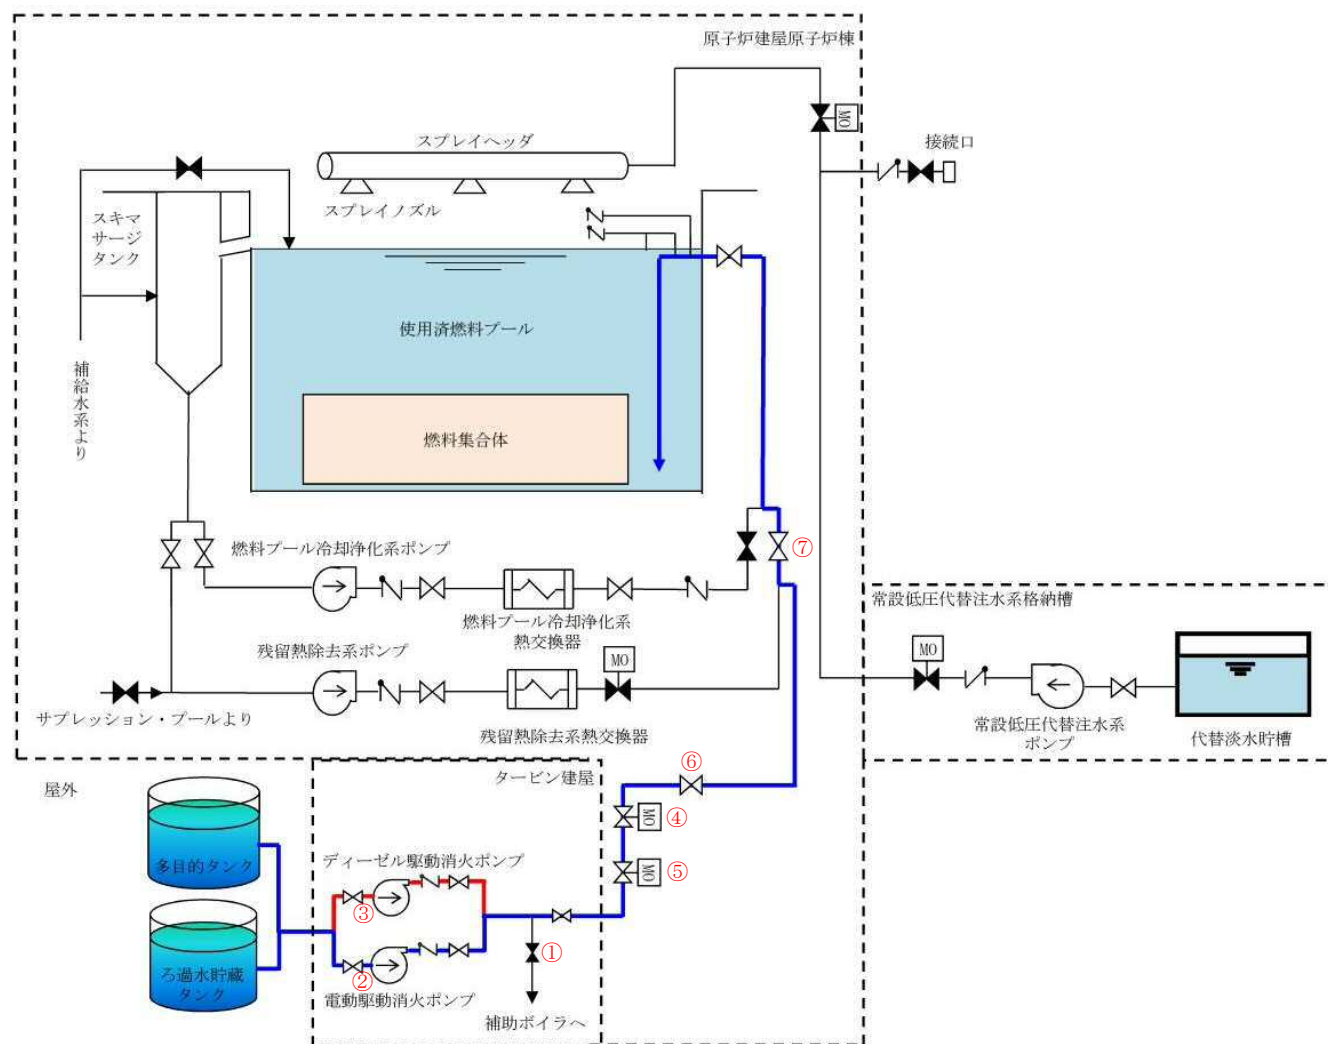 原子炉建屋原子炉棟
MO
接続口
スプレイヘッダ
スプレイノズル
スキマ
サージ
タンク
使用済燃料プール
補給水系より
燃料集合体
燃料プール冷却浄化系ポンプ
⑦
燃料プール冷却浄化系
熱交換器
常設低圧代替注水系格納槽
残留熱除去系ポンプ
MO
MO
サプレッション・プールより
残留熱除去系熱交換器
常設低圧代替注水系
ポンプ
代替淡水貯槽
屋外
タービン建屋
⑥
MO
④
MO
⑤
多目的タンク
ディーゼル駆動消火ポンプ
③
①
ろ過水貯蔵
タンク
②
電動駆動消火ポンプ
補助ボイラへ